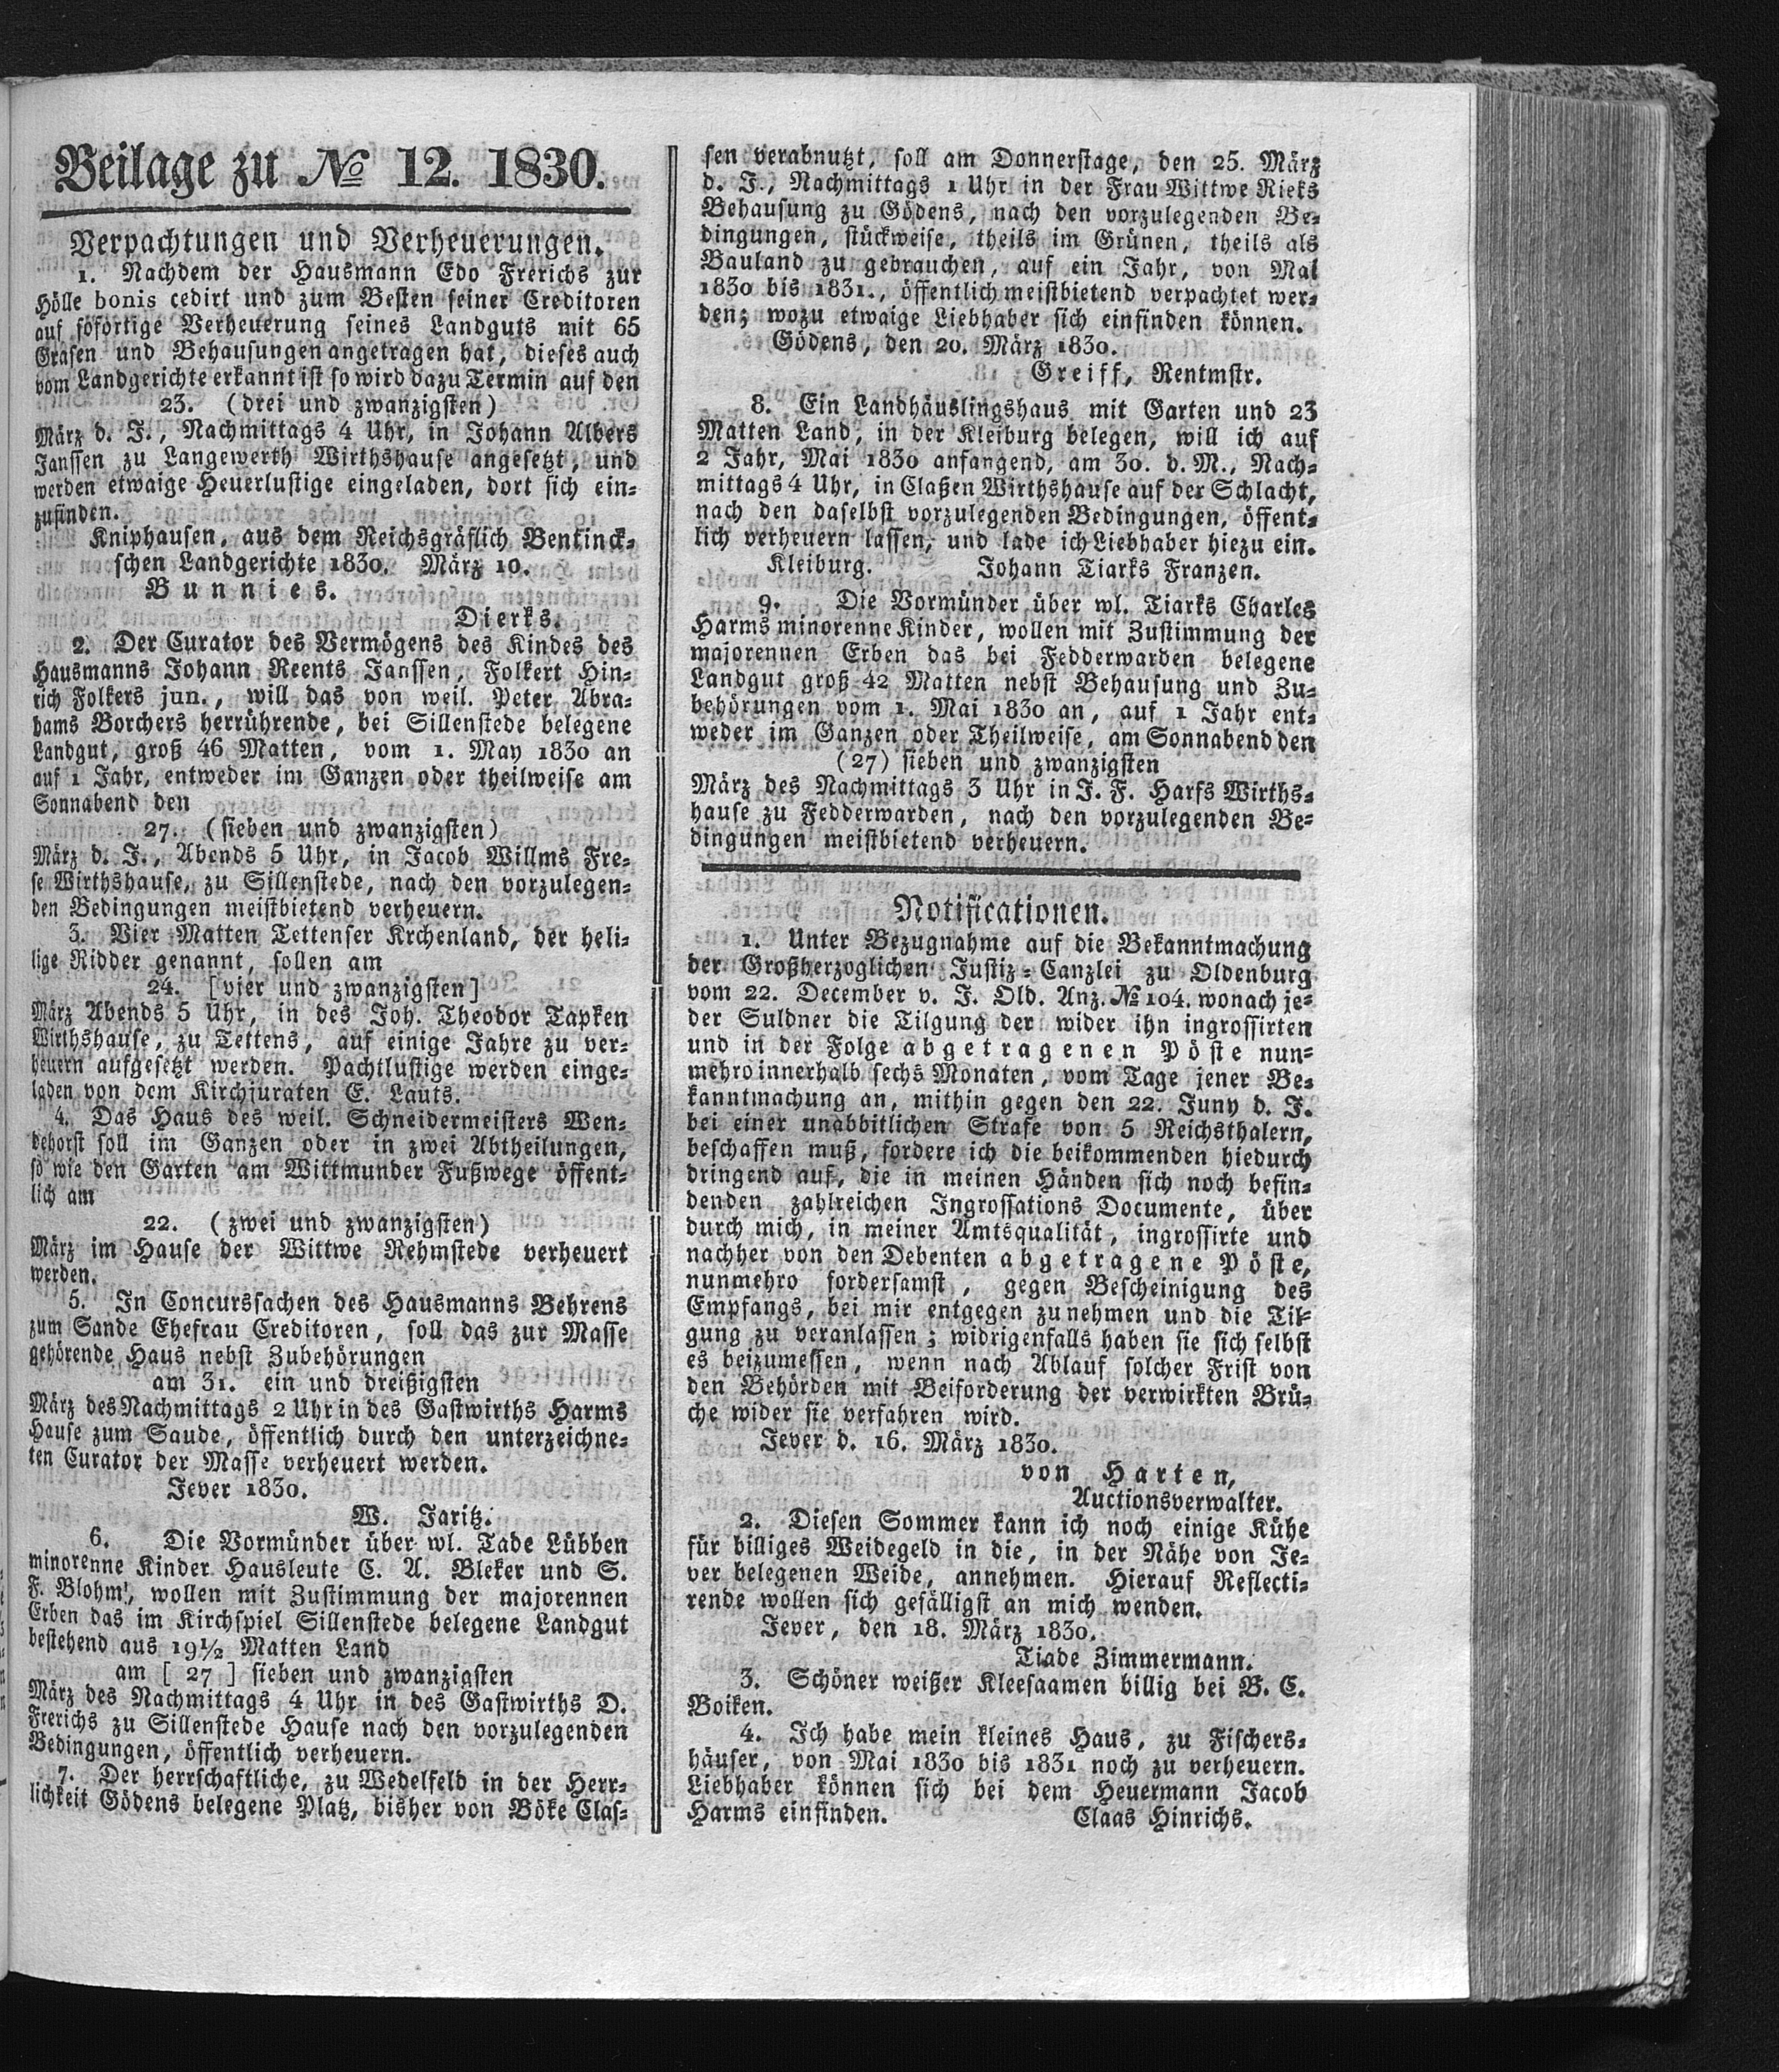 Beilage zu № 12. 1830.
Verpachtungen und Verheuerungen.
1. Nachdem der Hausmann Edo Frerichs zur
Hölle bonis cedirt und zum Besten seiner Creditoren
auf sofortige Verheuerung seines Landguts mit 65
Grasen und Behausungen angetragen hat, dieses auch
vom Landgerichte erkannt ist so wird dazu Termin auf den
23. (drei und zwanzigsten)
März d. J., Nachmittags 4 Uhr, in Johann Albers
Janssen zu Langewerth Wirthshause angesetzt, und
werden etwaige Heuerlustige eingeladen, dort sich ein-
zufinden.
Kniphausen, aus dem Reichsgräflich Bentinck-
schen Landgerichte 1830. März 10.
Bunnies.
Dierks.
2. Der Curator des Vermögens des Kindes des
Hausmanns Johann Reents Janssen, Folkert Hin-
rich Folkers jun., will das von weil. Peter Abra-
hams Borchers herrührende, bei Sillenstede belegene
Landgut, groß 46 Matten, vom 1. May 1830 an
auf 1 Jahr, entweder im Ganzen oder theilweise am
Sonnabend den
27. (sieben und zwanzigsten)
März d. J., Abends 5 Uhr, in Jacob Willms Fre-
se Wirthshause, zu Sillenstede, nach den vorzulegen-
den Bedingungen meistbietend verheuern.
3. Vier Matten Tettenser Krchenland, der heli-
lige Ridder genannt, sollen am
24. [vier und zwanzigsten]
März Abends 5 Uhr, in des Joh. Theodor Tapken
Wirthshause, zu Tettens, auf einige Jahre zu ver-
heuern aufgesetzt werden. Pachtlustige werden einge-
laden von dem Kirchjuraten E. Lauts.
4. Das Haus des weil. Schneidermeisters Wen-
dehorst soll im Ganzen oder in zwei Abtheilungen,
so wie den Garten am Wittmunder Fußwege öffent-
lich am
22. (zwei und zwanzigsten)
März im Hause der Wittwe Rehmstede verheuert
werden.
5. In Concurssachen des Hausmanns Behrens
zum Sande Ehefrau Creditoren, soll das zur Masse
gehörende Haus nebst Zubehörungen
am 31. ein und dreißigsten
März des Nachmittags 2 Uhr in des Gastwirths Harms
Hause zum Saude, öffentlich durch den unterzeichne-
ten Curator der Masse verheuert werden.
Jever 1830.
W. Jaritz.
6. Die Vormünder über wl. Tade Lübben
minorenne Kinder Hausleute C. A. Bleker und S.
F. Blohm, wollen mit Zustimmung der majorennen
Erben das im Kirchspiel Sillenstede belegene Landgut
bestehend aus 19½ Matten Land
am [ 27 ] sieben und zwanzigsten
März des Nachmittags 4 Uhr in des Gastwirths D.
Frerichs zu Sillenstede Hause nach den vorzulegenden
Bedingungen, öffentlich verheuern.
7. Der herrschaftliche, zu Wedelfeld in der Herr-
lichkeit Gödens belegene Platz, bisher von Böke Clas-
sen verabnutzt, soll am Donnerstage, den 25. März
d. J., Nachmittags 1 Uhr in der Frau Wittwe Rieks
Behausung zu Gödens, nach den vorzulegenden Be-
dingungen, stückweise, theils im Grünen, theils als
Bauland zu gebrauchen, auf ein Jahr, von Mai
1830 bis 1831., öffentlich meistbietend verpachtet wer-
den; wozu etwaige Liebhaber sich einfinden können.
Gödens, den 20. März 1830.
Greiff, Rentmstr.
8. Ein Landhäuslingshaus mit Garten und 23
Matten Land, in der Kleiburg belegen, will ich auf
2 Jahr, Mai 1830 anfangend, am 30. d. M., Nach-
mittags 4 Uhr, in Claßen Wirthshause auf der Schlacht,
nach den daselbst vorzulegenden Bedingungen, öffent-
lich verheuern lassen, und lade ich Liebhaber hiezu ein.
Kleiburg. Johann Tiarks Franzen.
9. Die Vormünder über wl. Tiarks Charles
Harms minorenne Kinder, wollen mit Zustimmung der
majorennen Erben das bei Fedderwarden belegene
Landgut groß 42 Matten nebst Behausung und Zu-
behörungen vom 1. Mai 1830 an, auf 1 Jahr ent-
weder im Ganzen oder Theilweise, am Sonnabend den
(27) sieben und zwanzigsten
März des Nachmittags 3 Uhr in J. F. Harfs Wirths-
hause zu Fedderwarden, nach den vorzulegenden Be-
dingungen meistbietend verheuern.
Notificationen.
1. Unter Bezugnahme auf die Bekanntmachung
der Großherzoglichen Justiz-Canzlei zu Oldenburg
vom 22. December v. J. Old. Anz. № 104. wonach je-
der Suldner die Tilgung der wider ihn ingrossirten
und in der Folge abgetragenen Pöste nun-
mehro innerhalb sechs Monaten, vom Tage jener Be-
kanntmachung an, mithin gegen den 22. Juny d. J.
bei einer unabbitlichen Strafe von 5 Reichsthalern,
beschaffen muß, fordere ich die beikommenden hiedurch
dringend auf, die in meinen Händen sich noch befin-
denden zahlreichen Ingrossations Documente, über
durch mich, in meiner Amtsqualität, ingrossirte und
nachher von den Debenten abgetragene Pöste,
nunmehro fordersamst, gegen Bescheinigung des
Empfangs, bei mir entgegen zu nehmen und die Til-
gung zu veranlassen; widrigenfalls haben sie sich selbst
es beizumessen, wenn nach Ablauf solcher Frist von
den Behörden mit Beiforderung der verwirkten Brü-
che wider sie verfahren wird.
Jever d. 16. März 1830.
von Harten,
Auctionsverwalter.
2. Diesen Sommer kann ich noch einige Kühe
für billiges Weidegeld in die, in der Nähe von Je-
ver belegenen Weide, annehmen. Hierauf Reflecti-
rende wollen sich gefälligst an mich wenden.
Jever, den 18. März 1830.
Tiade Zimmermann.
3. Schöner weißer Kleesaamen billig bei B. C.
Boiken.
4. Ich habe mein kleines Haus, zu Fischers-
häuser, von Mai 1830 bis 1831 noch zu verheuern.
Liebhaber können sich bei dem Heuermann Jacob
Harms einfinden. Claas Hinrichs.